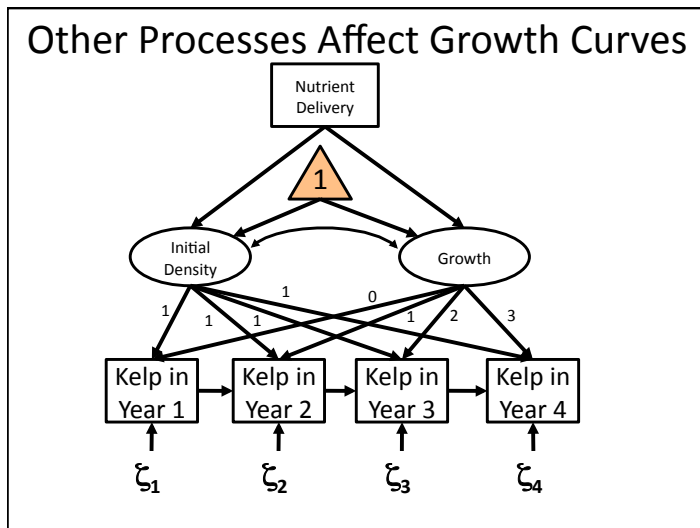 Other Processes Affect Growth Curves
Nutrient
Delivery
1
Initial
Density
Growth
1
1
1
1
0
1
2
3
Kelp in
Year 1
Kelp in
Year 2
Kelp in
Year 3
Kelp in
Year 4
ζ1
ζ2
ζ3
ζ4